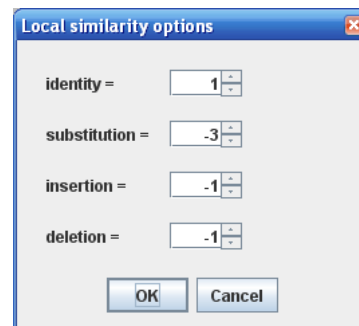 Local similarity options
identity = 1
substitution = -3
insertion = -1
deletion = -1
OK Cancel